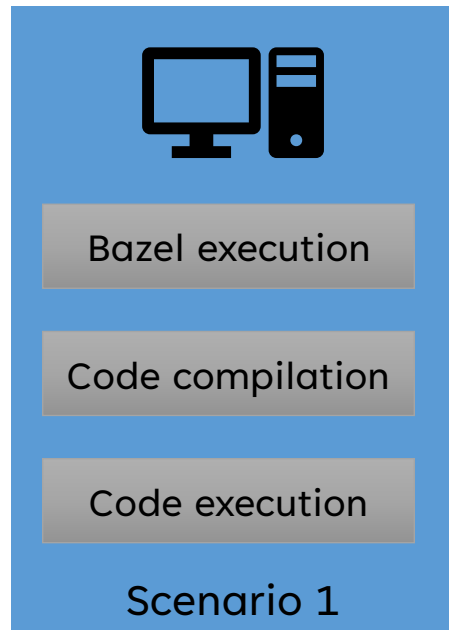 Bazel execution
Code compilation
Code execution
Scenario 1